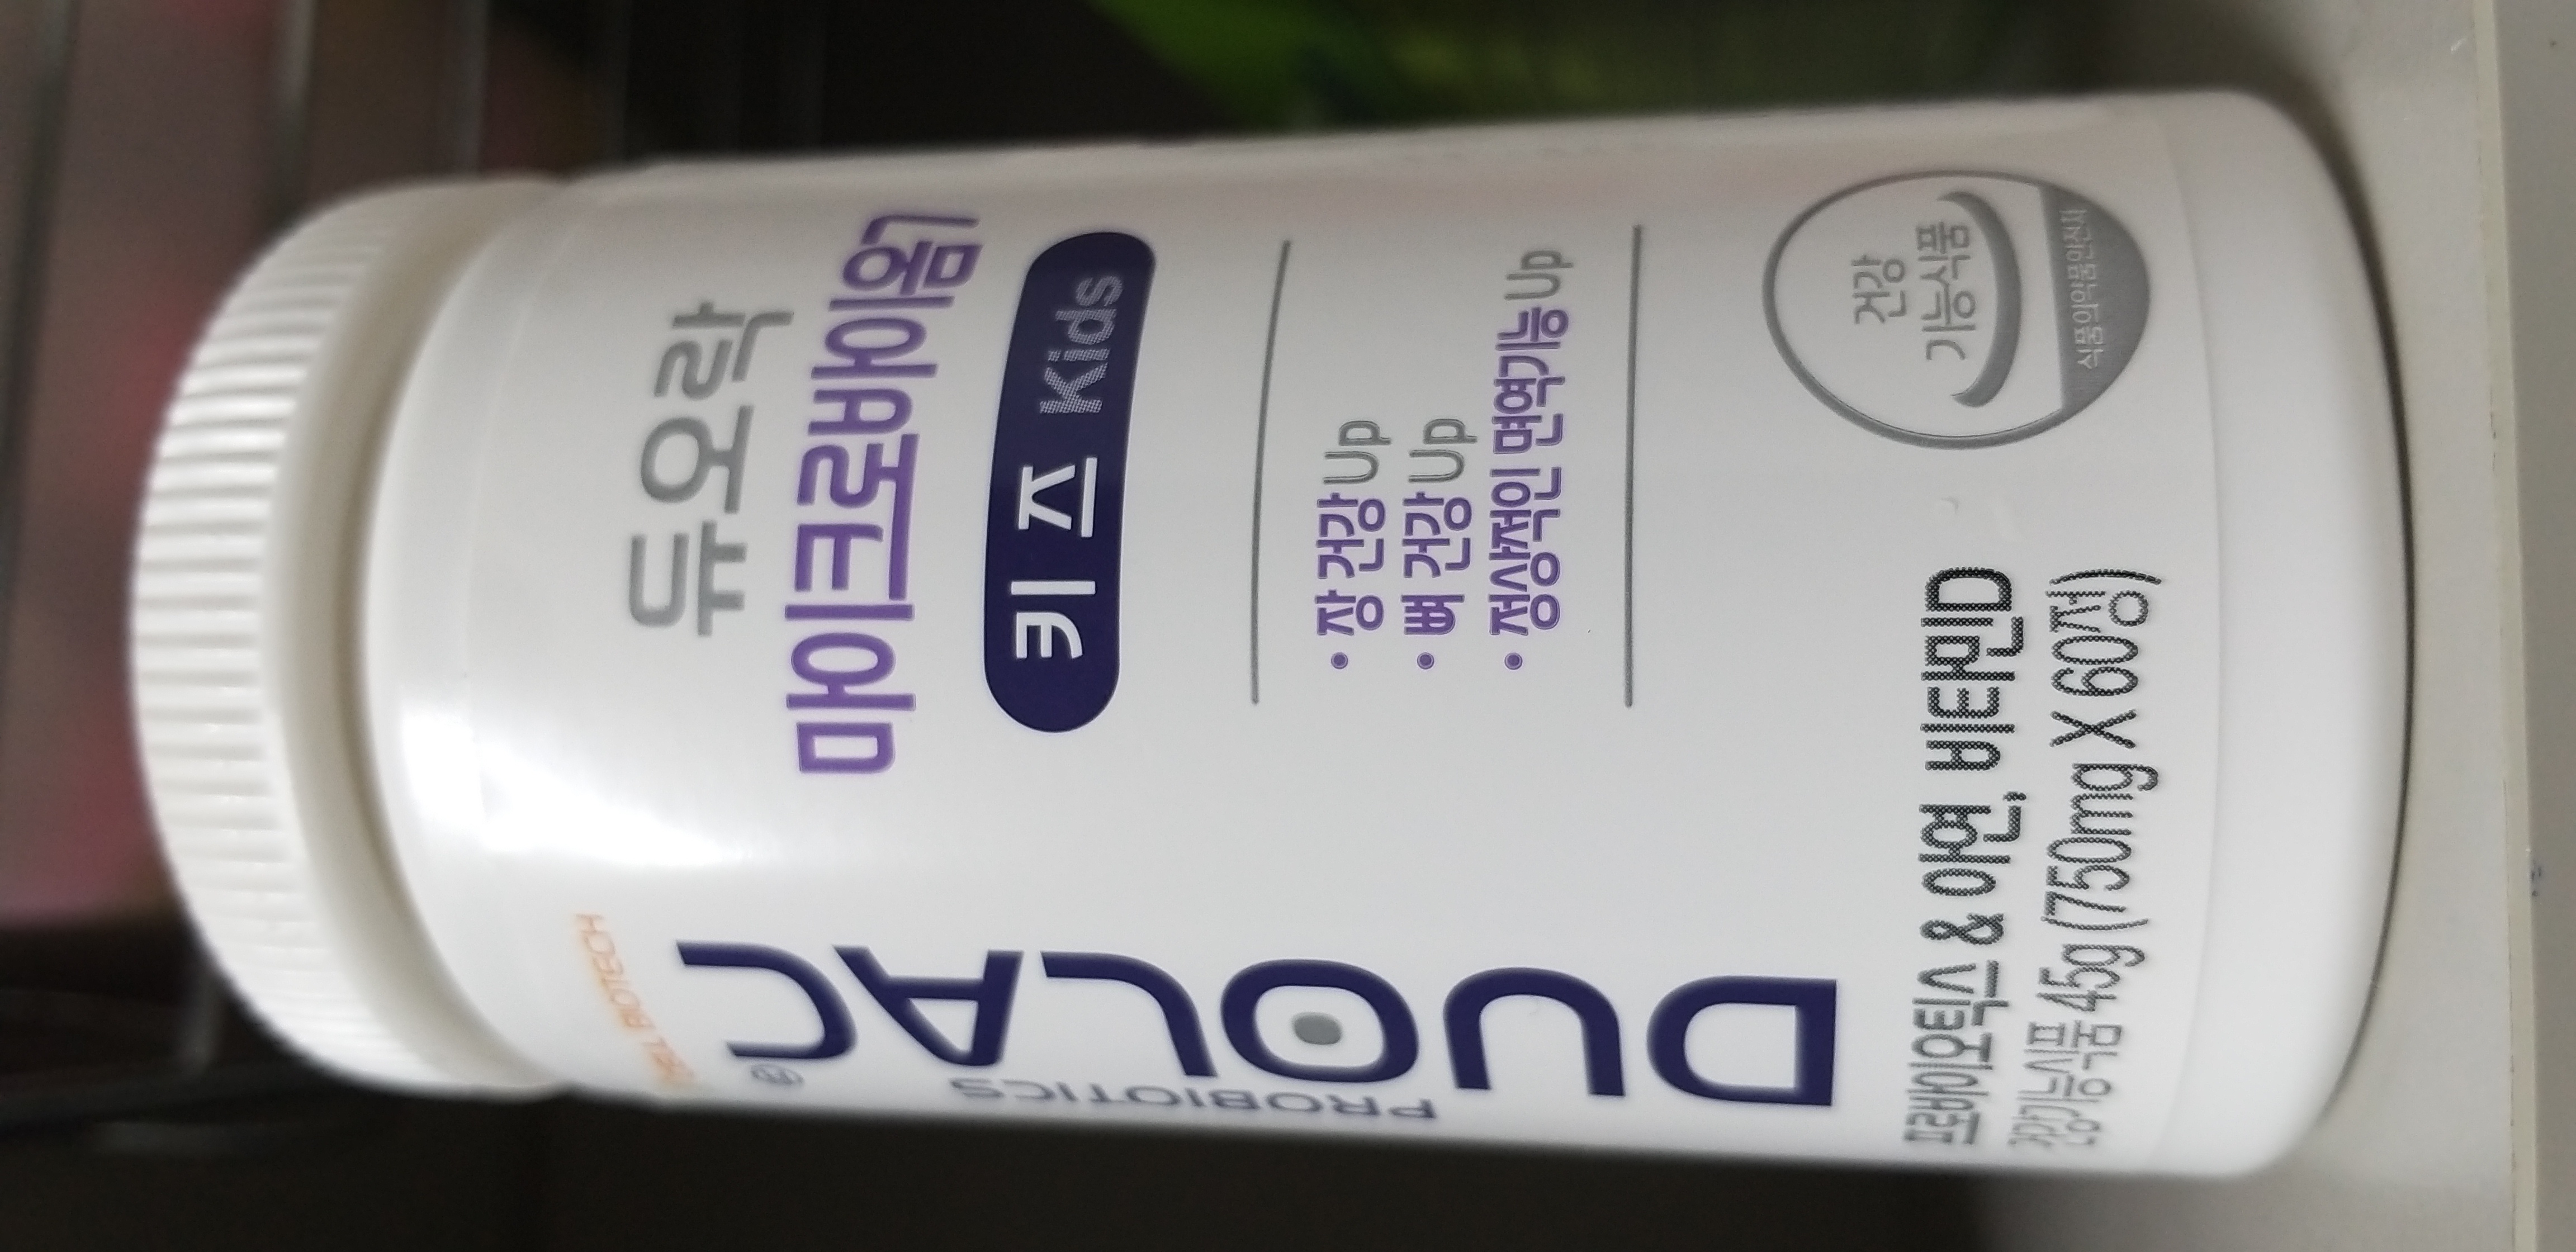 듀오락
마이크로바이옴
키즈 Kids
• 장 건강 Up
• 뼈 건강 Up
• 정상적인 면역기능 Up
CELL BIOTECH
DUOLAC®
PROBIOTICS
프로바이오틱스 & 아연, 비타민D
건강기능식품 45g (750mg X 60정)
건강
기능식품
식품의약품안전처